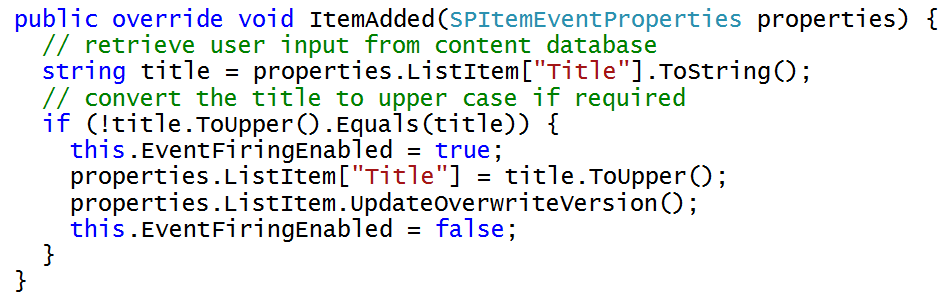 public override void ItemAdded(SPItemEventProperties properties) {
  // retrieve user input from content database
  string title = properties.ListItem["Title"].ToString();
  // convert the title to upper case if required
  if (!title.ToUpper().Equals(title)) {
    this.EventFiringEnabled = true;
    properties.ListItem["Title"] = title.ToUpper();
    properties.ListItem.UpdateOverwriteVersion();
    this.EventFiringEnabled = false;
  }
}